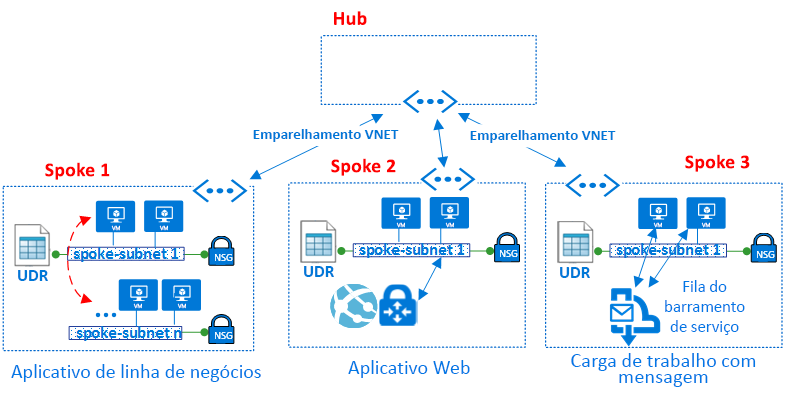 Hub
Emparelhamento VNET
Emparelhamento VNET
Spoke 1
VM
VM
UDR
spoke-subnet 1
NSG
VM
VM
...
spoke-subnet n
NSG
Aplicativo de linha de negócios
Spoke 2
VM
VM
UDR
spoke-subnet 1
NSG
Aplicativo Web
Spoke 3
VM
VM
UDR
spoke-subnet 1
NSG
Fila do
barramento
de serviço
Carga de trabalho com
mensagem